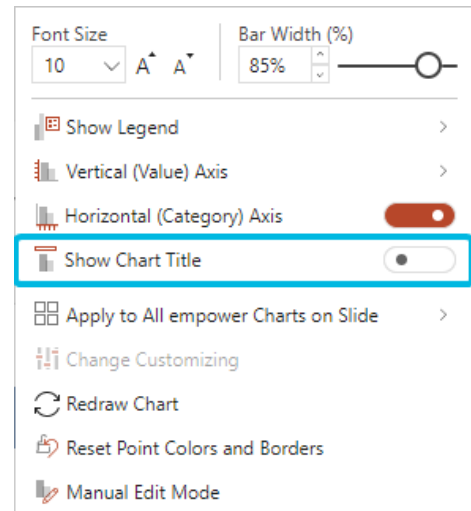 Font Size Bar Width (%)
10 A A 85%
Show Legend
Vertical (Value) Axis
Horizontal (Category) Axis
Show Chart Title
Apply to All empower Charts on Slide
Change Customizing
Redraw Chart
Reset Point Colors and Borders
Manual Edit Mode